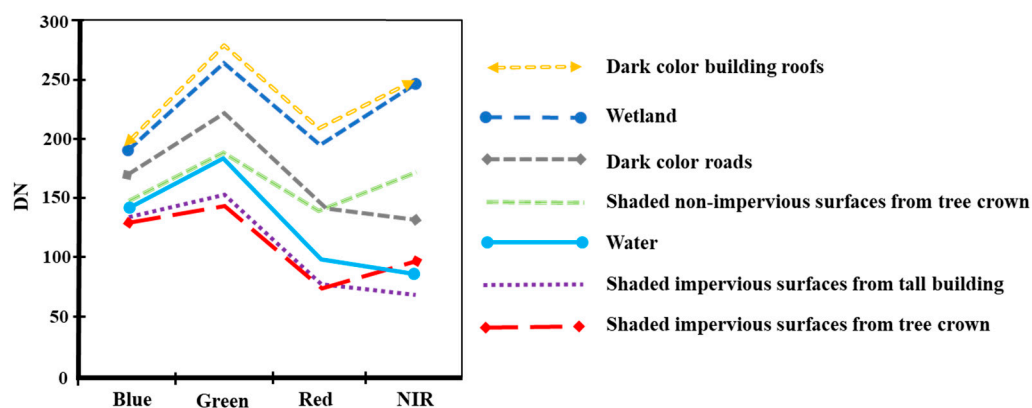 300
250
200
150
100
50
0
DN
Blue Green Red NIR
Dark color building roofs
Wetland
Dark color roads
Shaded non-impervious surfaces from tree crown
Water
Shaded impervious surfaces from tall building
Shaded impervious surfaces from tree crown